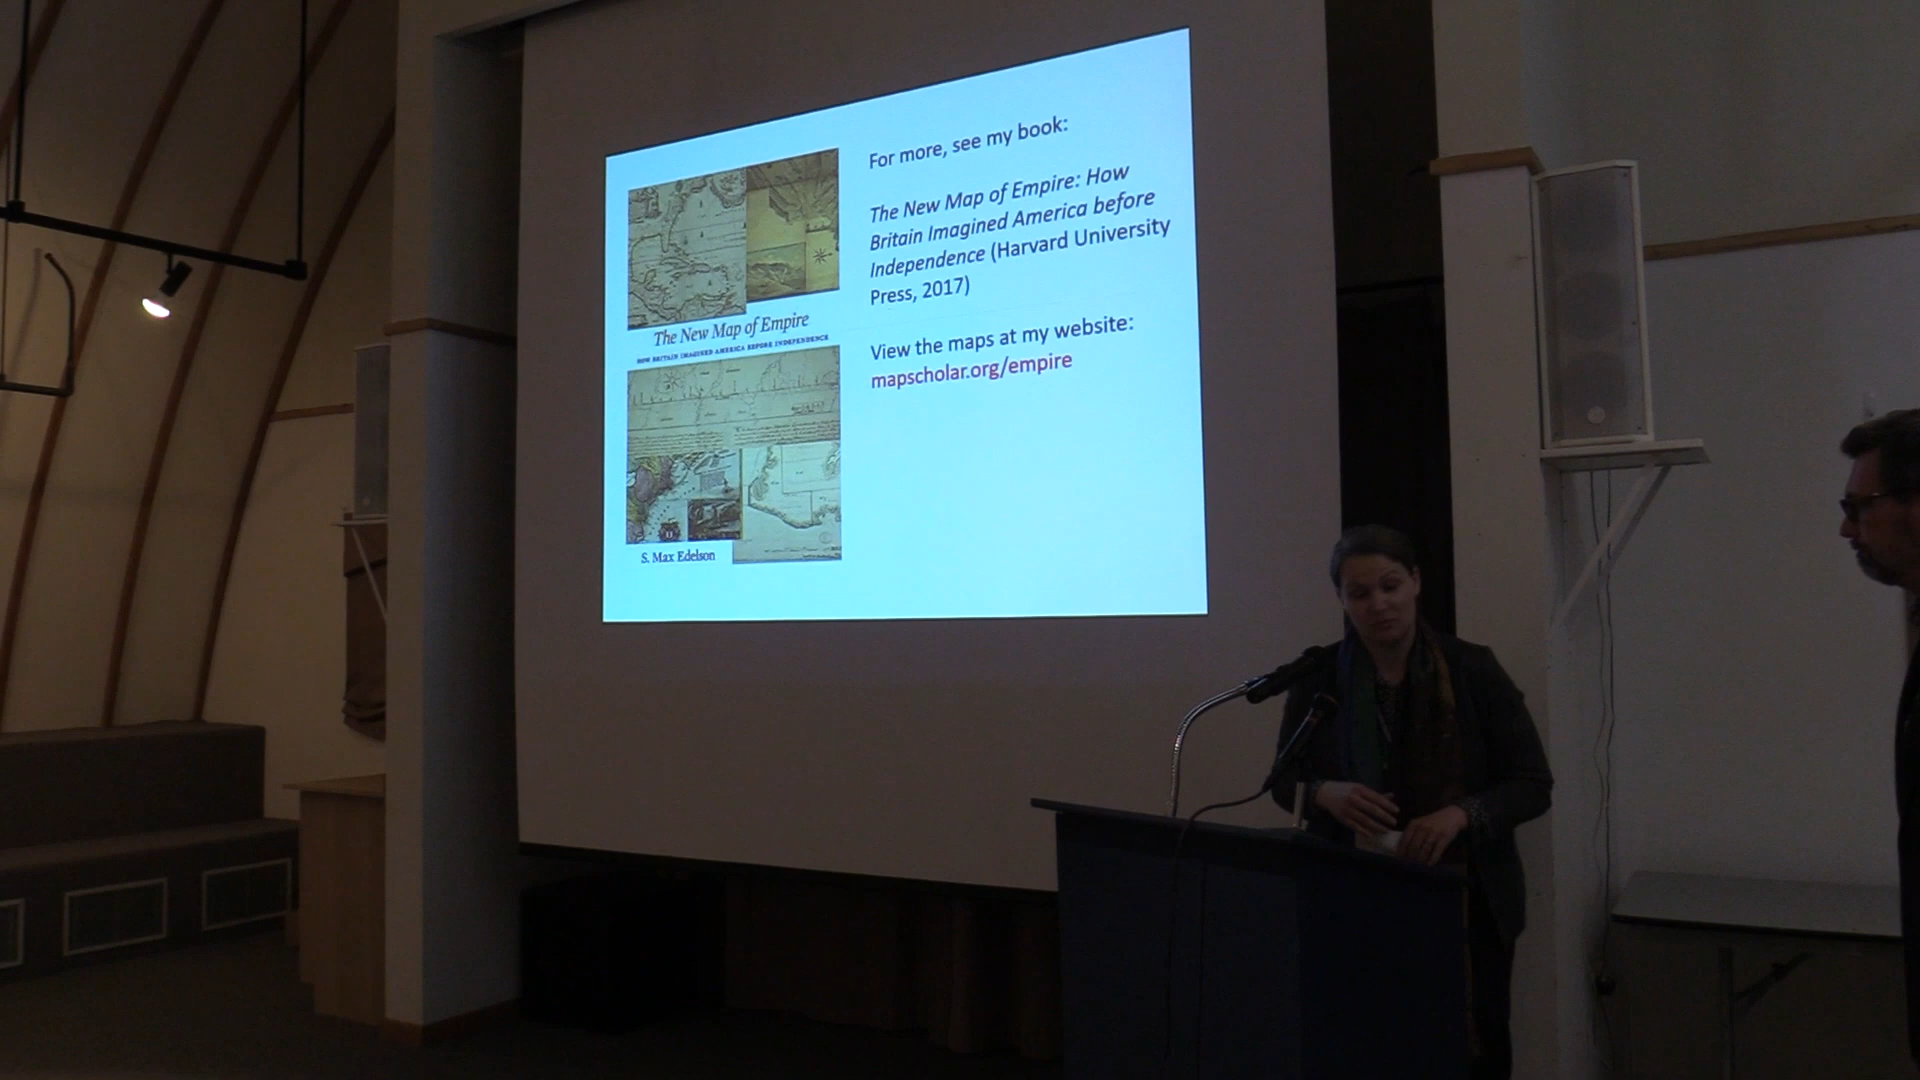 For more, see my book:
The New Map of Empire: How
Britain Imagined America before
Independence (Harvard University
Press, 2017)
View the maps at my website:
mapscholar.org/empire
The New Map of Empire
HOW BRITAIN IMAGINED AMERICA BEFORE INDEPENDENCE
S. Max Edelson